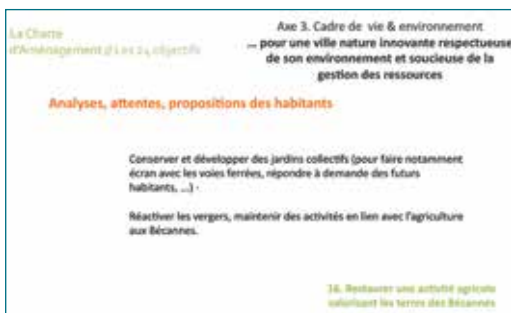 La Charte
d'Aménagement // Les 24 objectifs
Axe 3. Cadre de vie & environnement
... pour une ville nature innovante respectueuse
de son environnement et soucieuse de la
gestion des ressources
Analyses, attentes, propositions des habitants
Conserver et développer des jardins collectifs (pour faire notamment
écran avec les voies ferrées, répondre à demande des futurs
habitants, ...) -
Réactiver les vergers, maintenir des activités en lien avec l'agriculture
aux Bécannes.
16. Restaurer une activité agricole
valorisant les terres des Bécannes